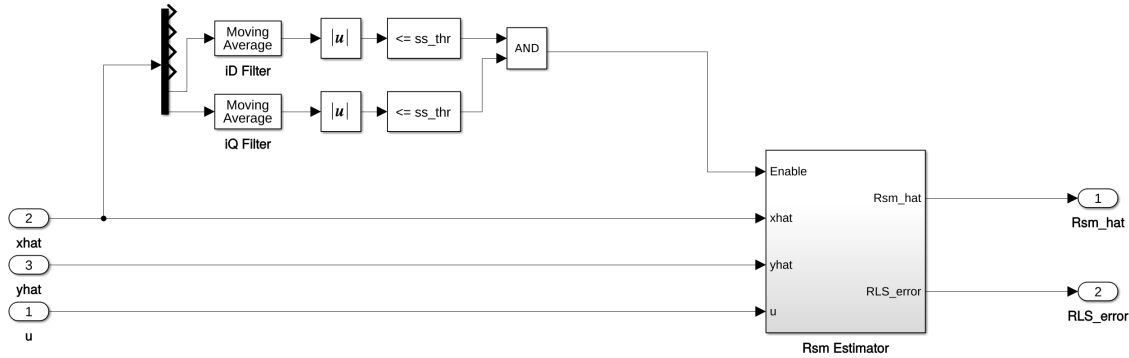 Moving
Average
|u|
<= ss_thr
AND
iD Filter
Moving
Average
|u|
<= ss_thr
iQ Filter
Enable
Rsm_hat
1
Rsm_hat
2
xhat
xhat
3
yhat
yhat
RLS_error
2
RLS_error
1
u
u
Rsm Estimator